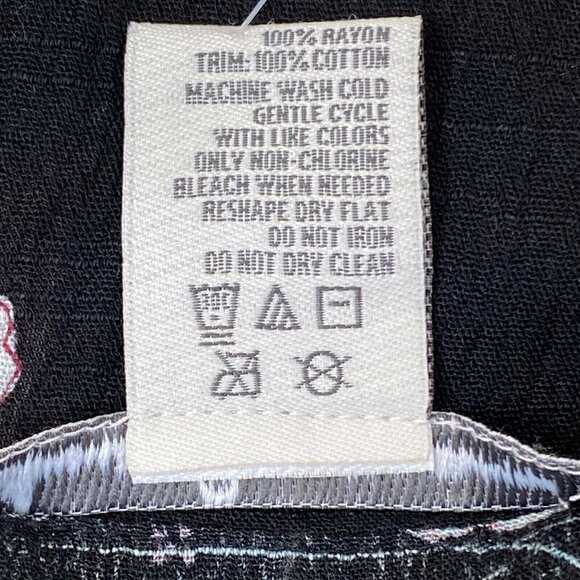 100% RAYON
TRIM: 100% COTTON
MACHINE WASH COLD
GENTLE CYCLE
WITH LIKE COLORS
ONLY NON-CHLORINE
BLEACH WHEN NEEDED
RESHAPE DRY FLAT
DO NOT IRON
DO NOT DRY CLEAN